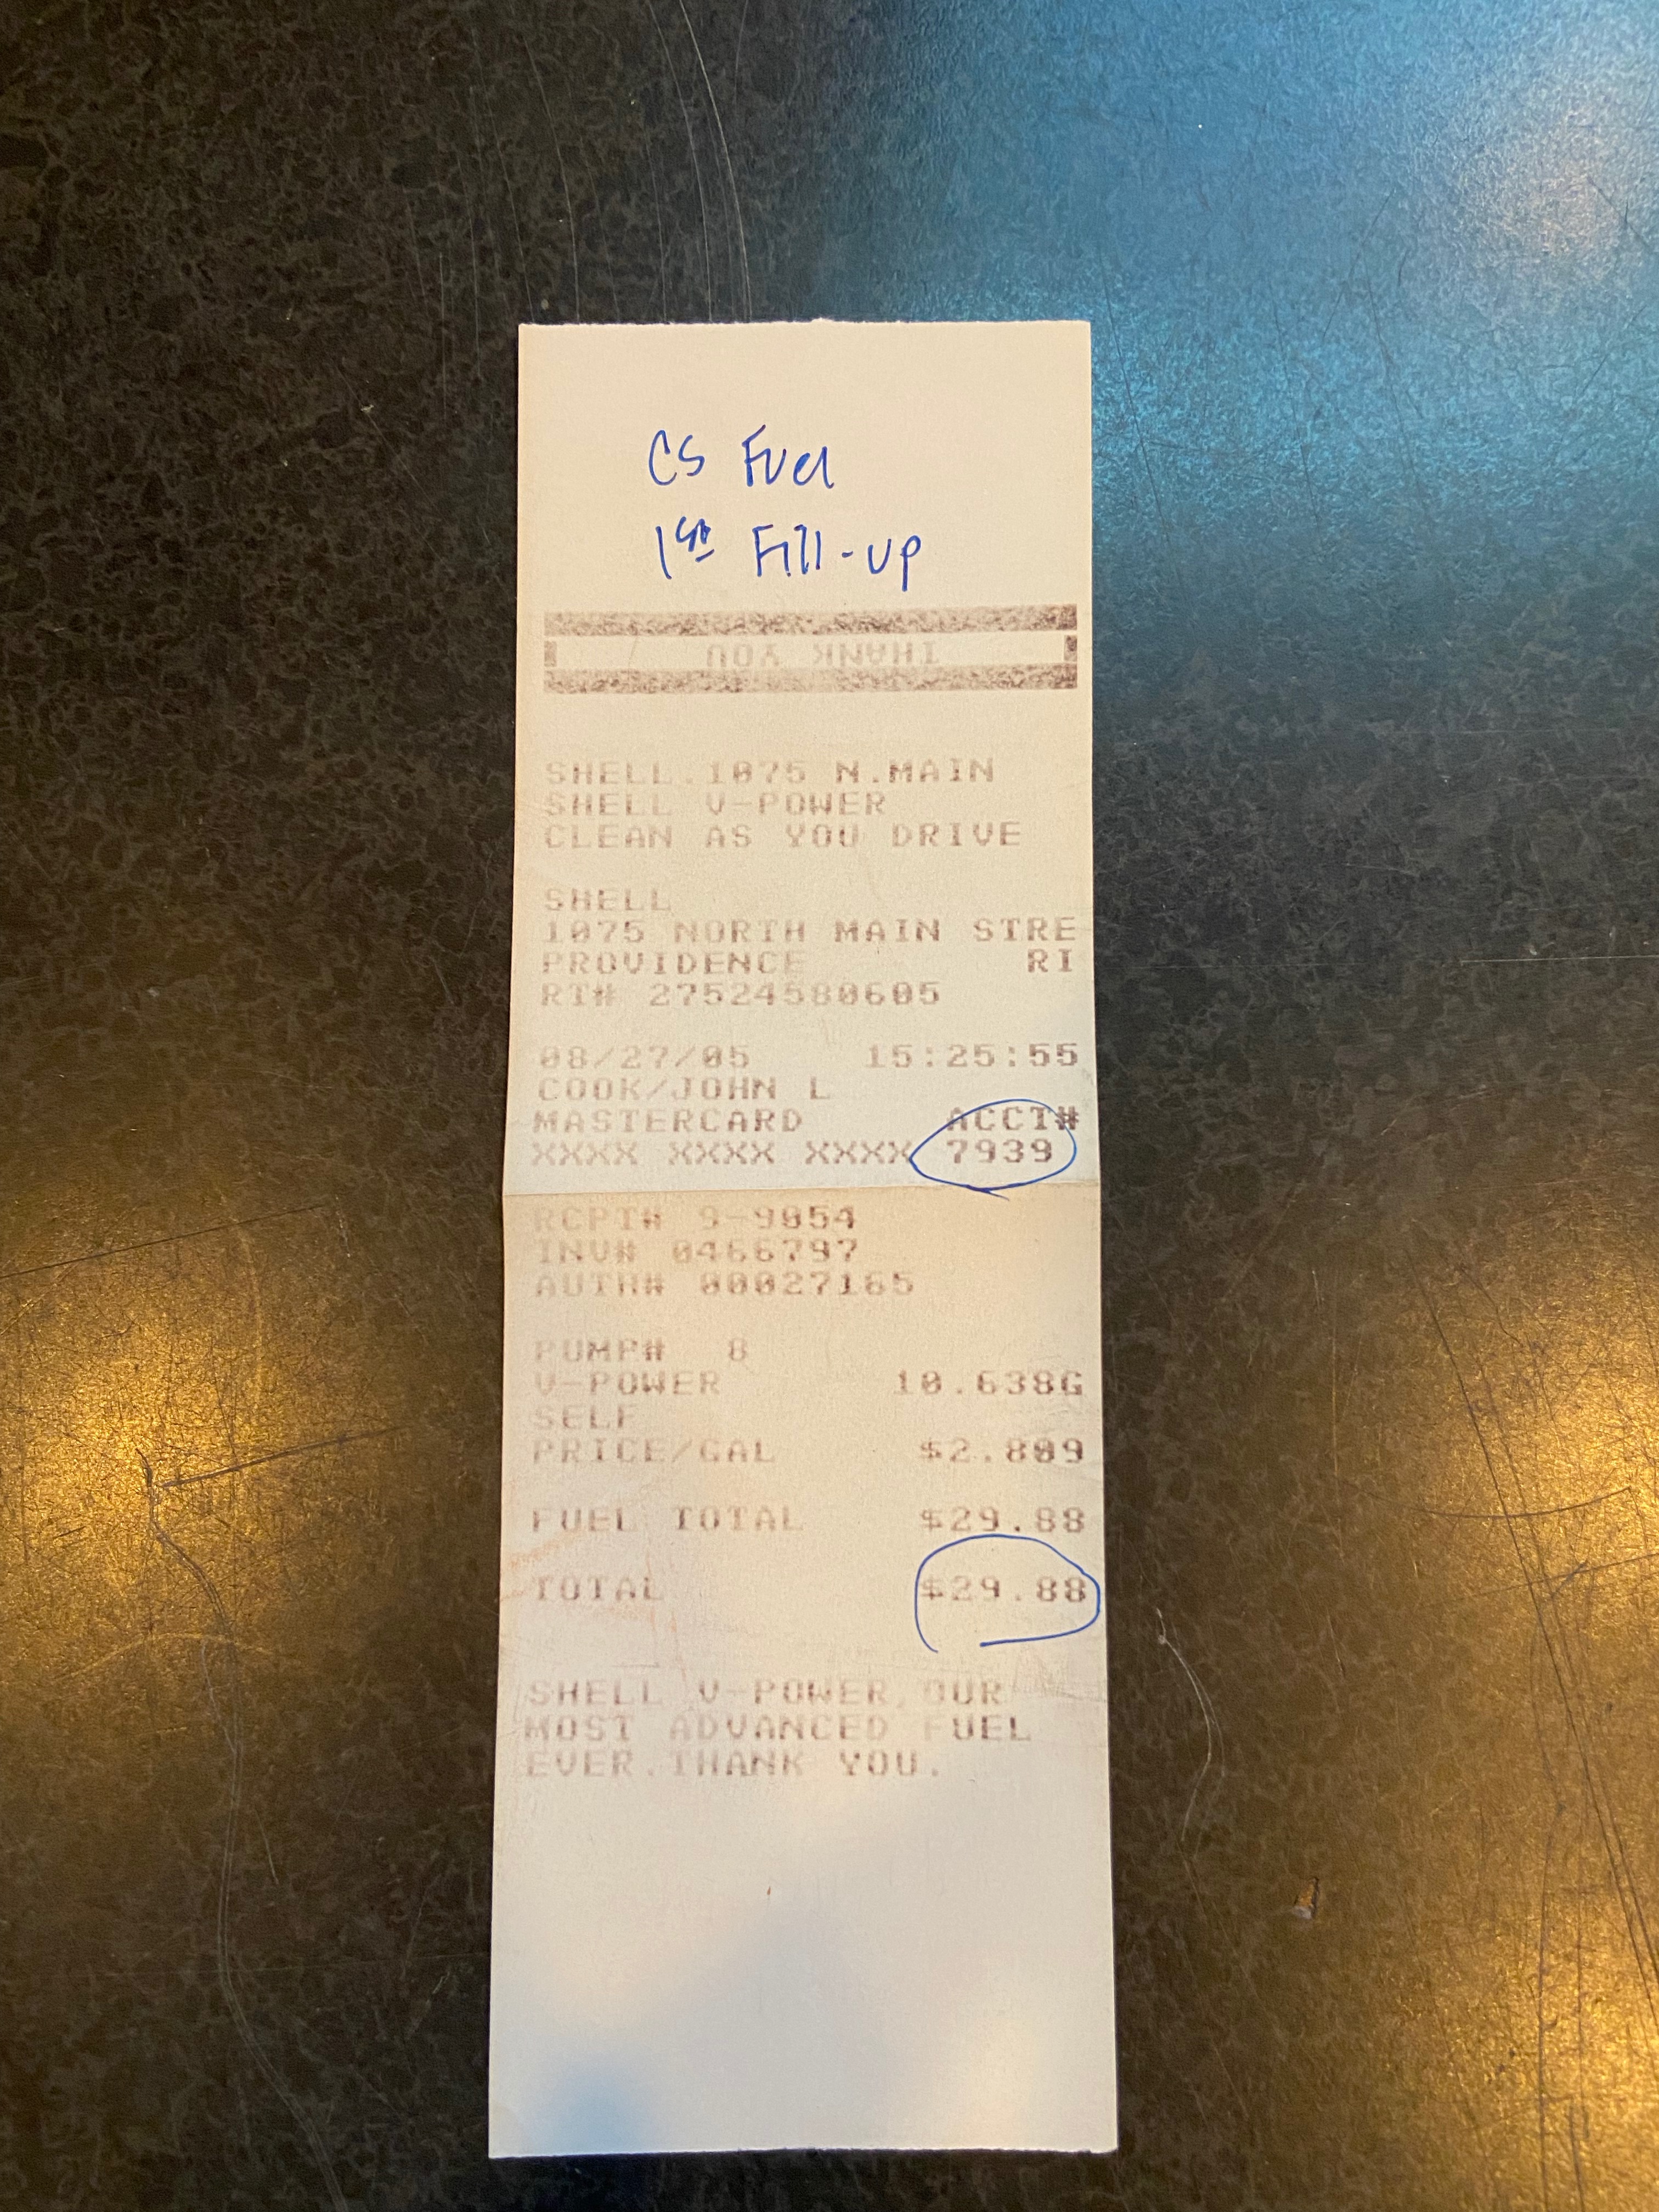 CS Fuel
1st Fill-up
THANK YOU
SHELL.1075 N.MAIN
SHELL V-POWER
CLEAN AS YOU DRIVE
SHELL
1075 NORTH MAIN STRE
PROVIDENCE RI
RT# 27524580605
08/27/05 15:25:55
COOK/JOHN L
MASTERCARD ACCT#
XXXX XXXX XXXX 7939
RCPT# 9-9054
INV# 0466797
AUTH# 00027165
PUMP# 8
V-POWER 10.638G
SELF
PRICE/GAL $2.809
FUEL TOTAL $29.88
TOTAL $29.88
SHELL V-POWER,OUR
MOST ADVANCED FUEL
EVER.THANK YOU.